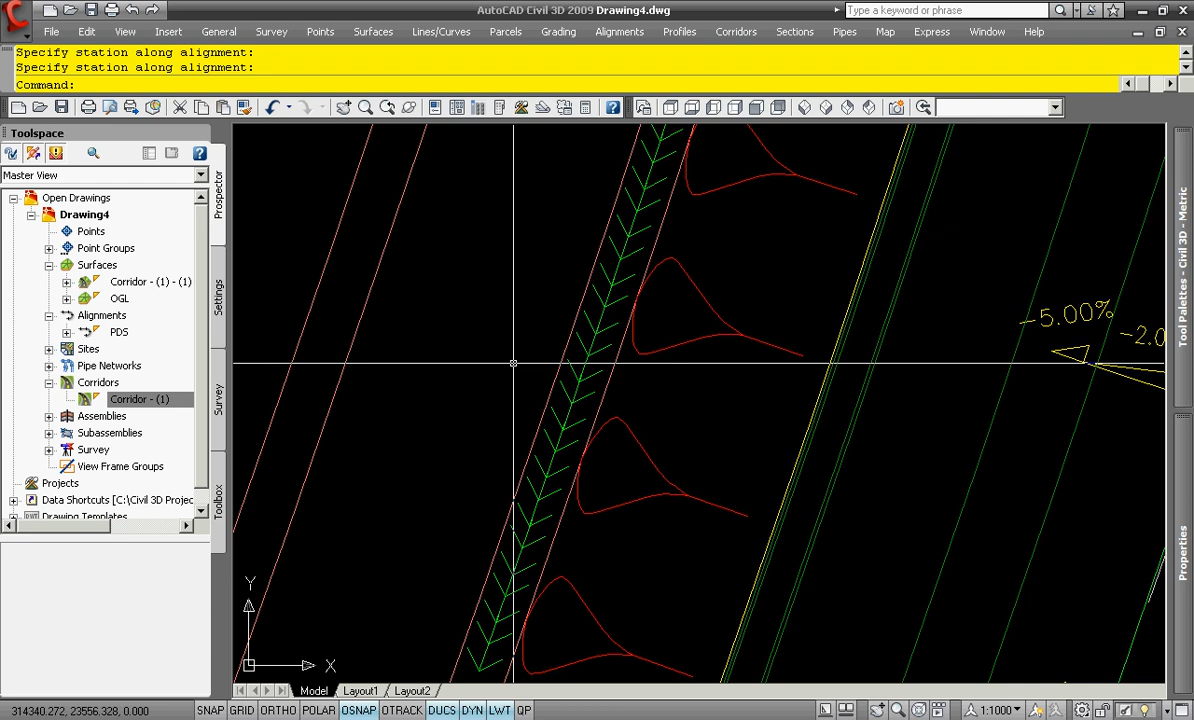 AutoCAD Civil 3D 2009 Drawing4.dwg
Type a keyword or phrase
File Edit View Insert General Survey Points Surfaces Lines/Curves Parcels Grading Alignments Profiles Corridors Sections Pipes Map Express Window Help
Specify station along alignment:
Specify station along alignment:
Command:
Toolspace
Master View
Open Drawings
Drawing4
Points
Point Groups
Surfaces
Corridor - (1) - (1)
OGL
Alignments
PDS
Sites
Pipe Networks
Corridors
Corridor - (1)
Assemblies
Subassemblies
Survey
View Frame Groups
Projects
Data Shortcuts [C:\Civil 3D Projec
Drawing Templates
Prospector
Settings
Survey
Toolbox
-5.00%
-2.0
Y
X
Tool Palettes - Civil 3D - Metric
Properties
Model Layout1 Layout2
314340.272, 23556.328, 0.000 SNAP GRID ORTHO POLAR OSNAP OTRACK DUCS DYN LWT QP 1:1000